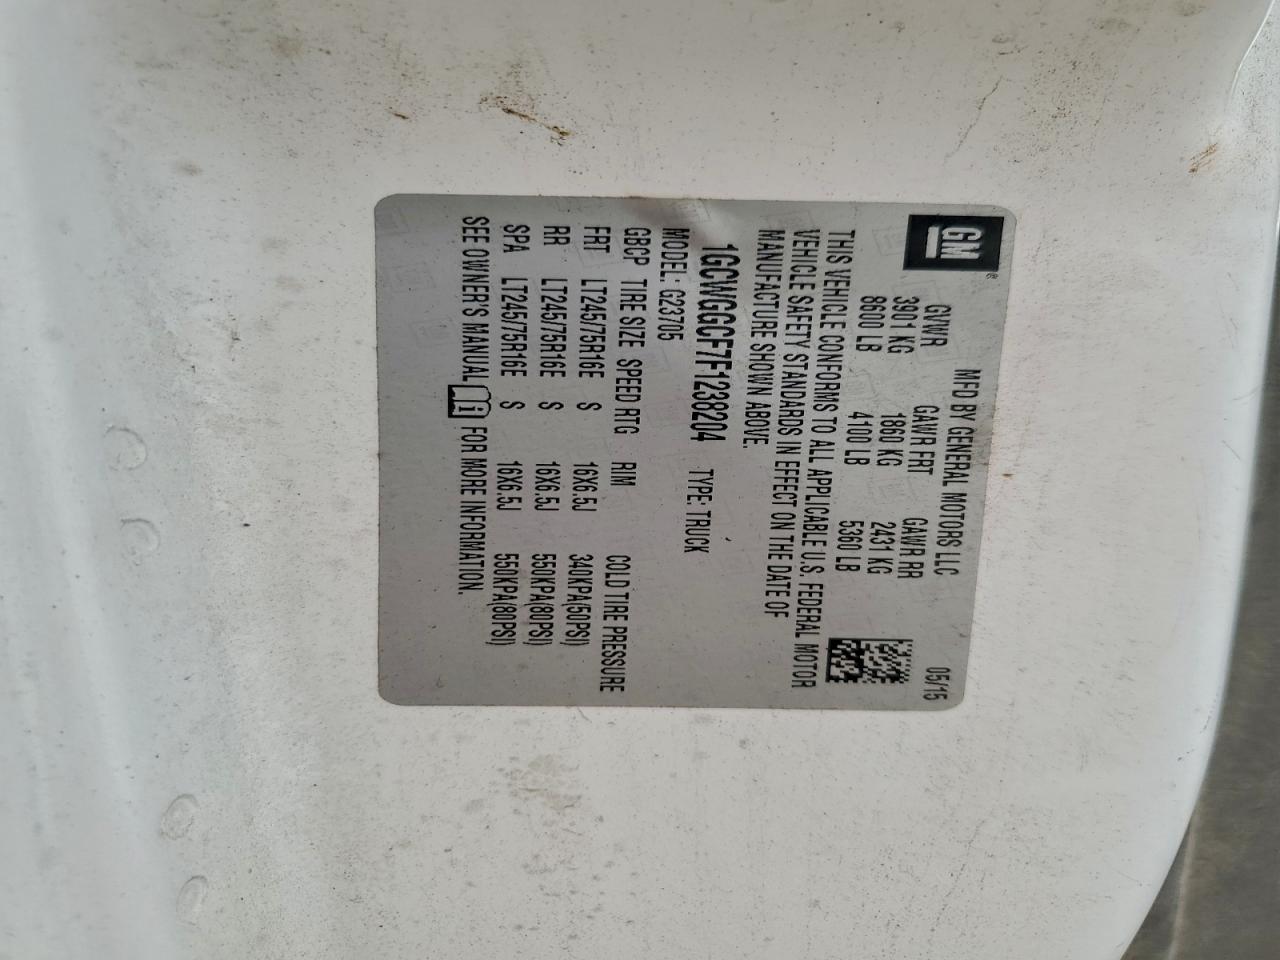 GM®
MFD BY GENERAL MOTORS LLC 05/15
GVWR GAWR FRT GAWR RR
3901 KG 1860 KG 2431 KG
8600 LB 4100 LB 5360 LB
THIS VEHICLE CONFORMS TO ALL APPLICABLE U.S. FEDERAL MOTOR
VEHICLE SAFETY STANDARDS IN EFFECT ON THE DATE OF
MANUFACTURE SHOWN ABOVE.
1GCWGGCF7F1238204 TYPE: TRUCK
MODEL: G23705
GBCP TIRE SIZE SPEED RTG RIM COLD TIRE PRESSURE
FRT LT245/75R16E S 16X6.5J 340KPA(50PSI)
RR LT245/75R16E S 16X6.5J 550KPA(80PSI)
SPA LT245/75R16E S 16X6.5J 550KPA(80PSI)
SEE OWNER'S MANUAL i FOR MORE INFORMATION.